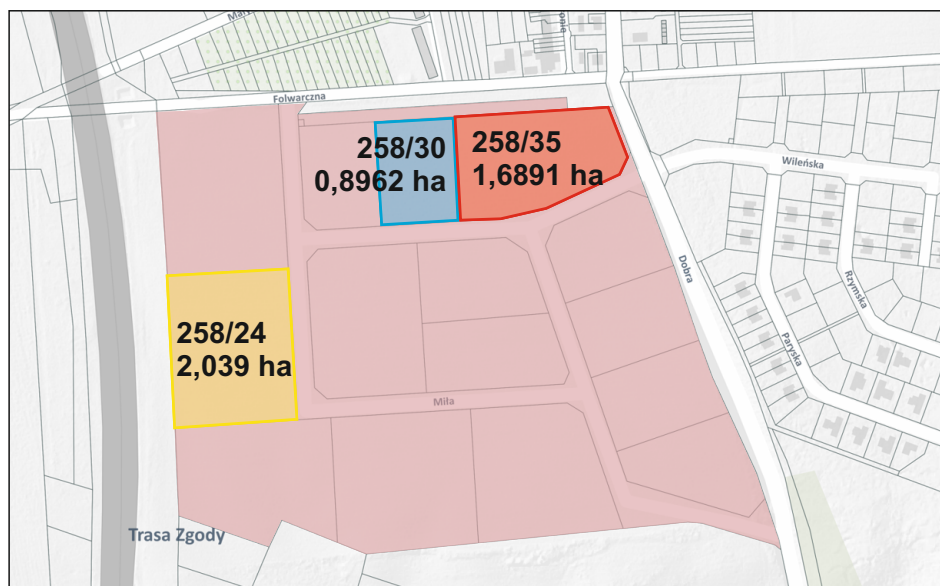 Folwarczna
258/30
0,8962 ha
258/35
1,6891 ha
Wileńska
Dobra
Rzymska
Paryska
258/24
2,039 ha
Miła
Trasa Zgody